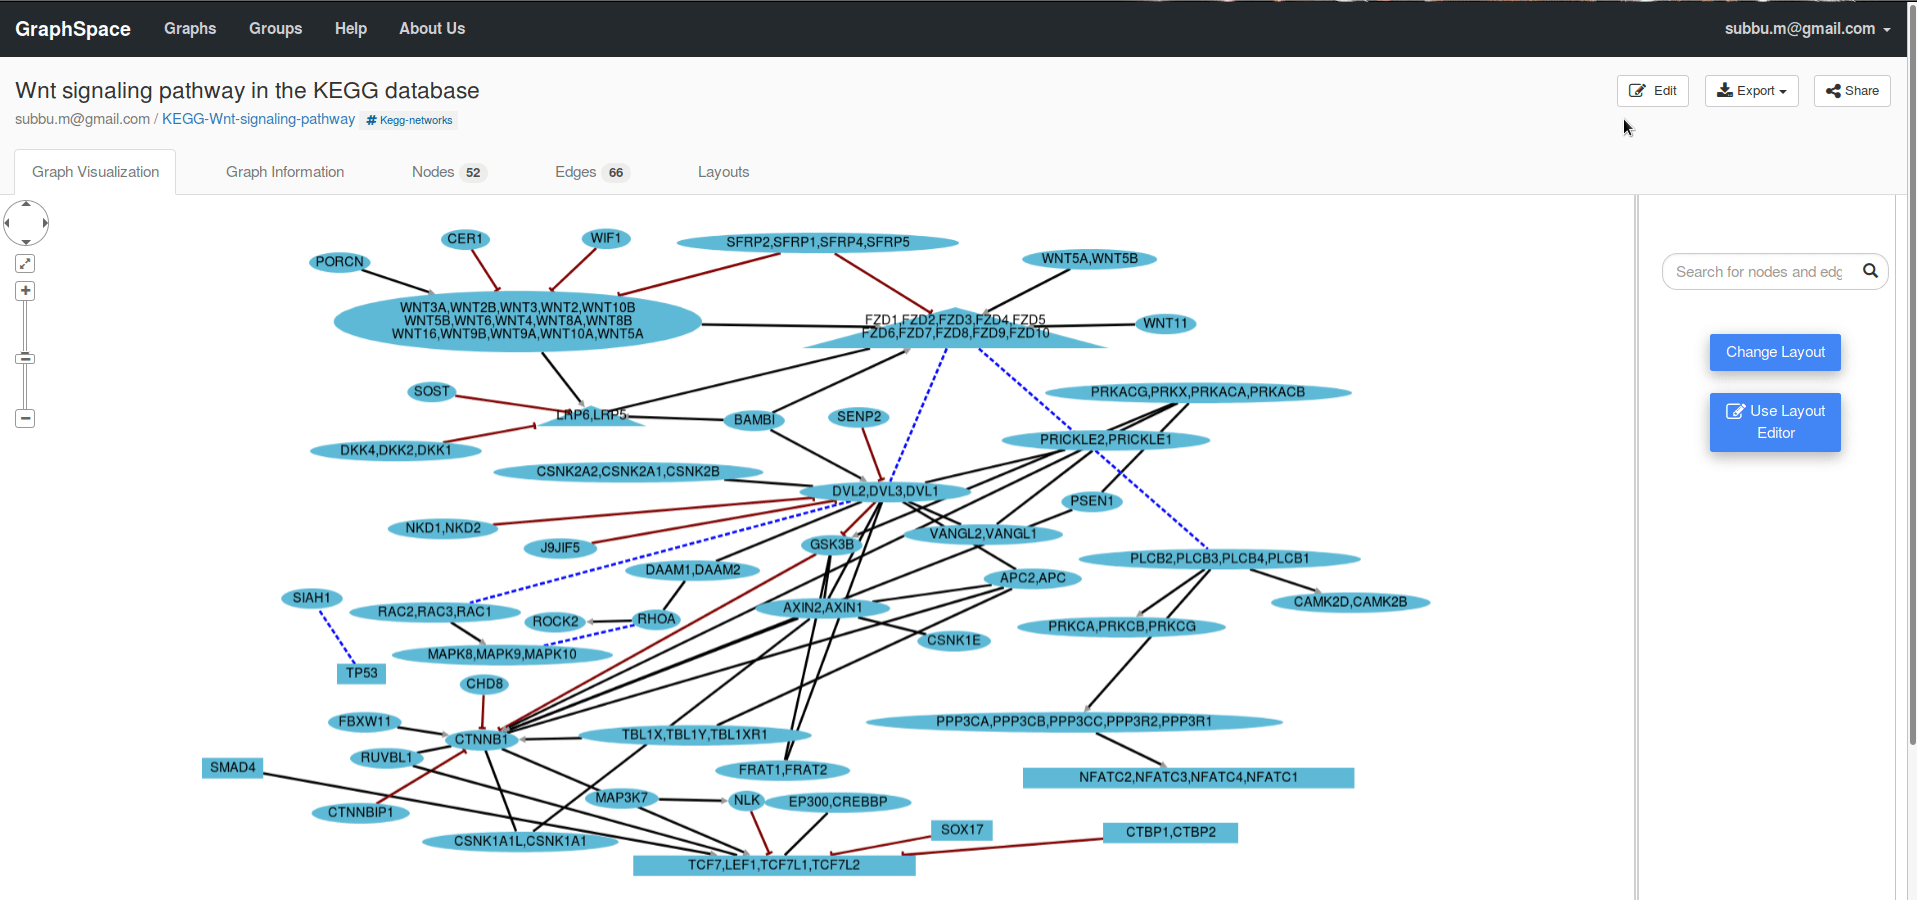 GraphSpace Graphs Groups Help About Us subbu.m@gmail.com
Wnt signaling pathway in the KEGG database
Edit Export Share
subbu.m@gmail.com / KEGG-Wnt-signaling-pathway # Kegg-networks
Graph Visualization Graph Information Nodes 52 Edges 66 Layouts
CER1
WIF1
SFRP2,SFRP1,SFRP4,SFRP5
PORCN
WNT5A,WNT5B
Search for nodes and edg
WNT3A,WNT2B,WNT3,WNT2,WNT10B
WNT5B,WNT6,WNT4,WNT8A,WNT8B
WNT16,WNT9B,WNT9A,WNT10A,WNT5A
FZD1,FZD2,FZD3,FZD4,FZD5
FZD6,FZD7,FZD8,FZD9,FZD10
WNT11
Change Layout
SOST
PRKACG,PRKX,PRKACA,PRKACB
LRP6,LRP5
BAMBI
SENP2
Use Layout
Editor
DKK4,DKK2,DKK1
PRICKLE2,PRICKLE1
CSNK2A2,CSNK2A1,CSNK2B
DVL2,DVL3,DVL1
PSEN1
NKD1,NKD2
VANGL2,VANGL1
J9JIF5
GSK3B
PLCB2,PLCB3,PLCB4,PLCB1
DAAM1,DAAM2
APC2,APC
SIAH1
RAC2,RAC3,RAC1
AXIN2,AXIN1
CAMK2D,CAMK2B
ROCK2
RHOA
PRKCA,PRKCB,PRKCG
CSNK1E
MAPK8,MAPK9,MAPK10
TP53
CHD8
FBXW11
PPP3CA,PPP3CB,PPP3CC,PPP3R2,PPP3R1
CTNNB1
TBL1X,TBL1Y,TBL1XR1
RUVBL1
SMAD4
FRAT1,FRAT2
NFATC2,NFATC3,NFATC4,NFATC1
MAP3K7
NLK
EP300,CREBBP
CTNNBIP1
SOX17
CTBP1,CTBP2
CSNK1A1L,CSNK1A1
TCF7,LEF1,TCF7L1,TCF7L2